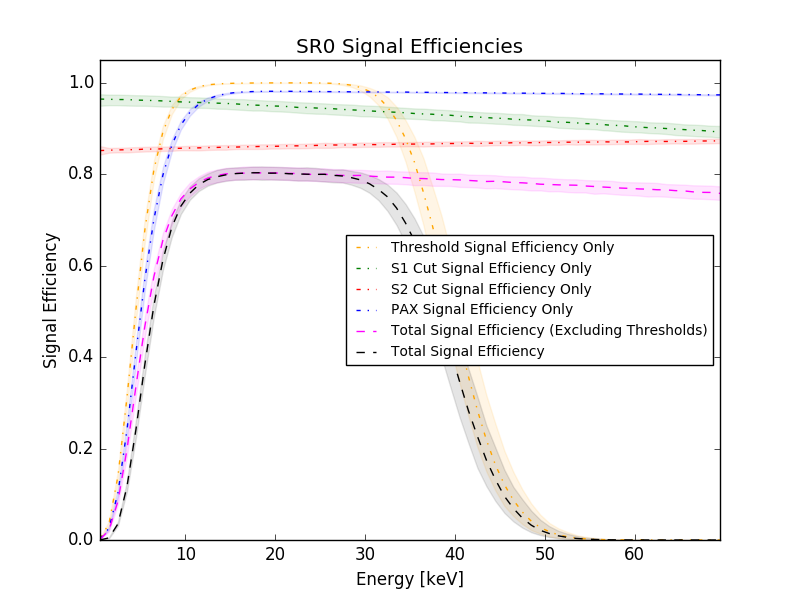 SR0 Signal Efficiencies
1.0
0.8
0.6
0.4
0.2
0.0
Signal Efficiency
Threshold Signal Efficiency Only
S1 Cut Signal Efficiency Only
S2 Cut Signal Efficiency Only
PAX Signal Efficiency Only
Total Signal Efficiency (Excluding Thresholds)
Total Signal Efficiency
10 20 30 40 50 60
Energy [keV]